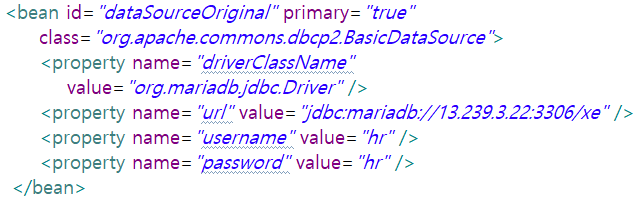 <bean id="dataSourceOriginal" primary="true"
class="org.apache.commons.dbcp2.BasicDataSource">
<property name="driverClassName"
value="org.mariadb.jdbc.Driver" />
<property name="url" value="jdbc:mariadb://13.239.3.22:3306/xe" />
<property name="username" value="hr" />
<property name="password" value="hr" />
</bean>